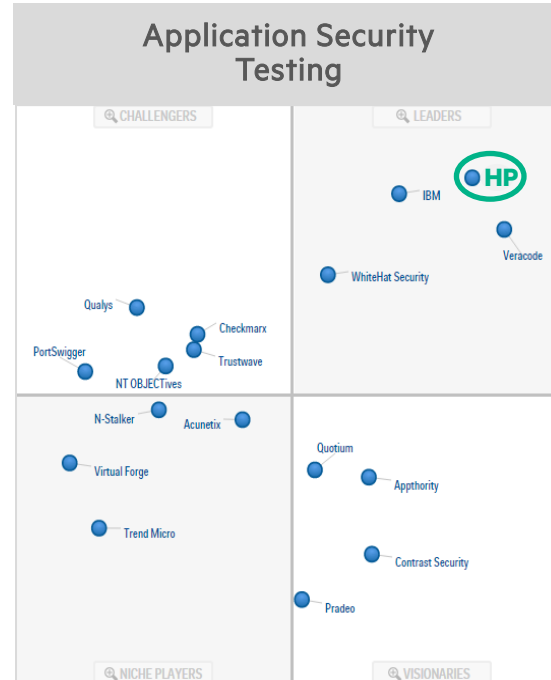 Application Security
Testing
CHALLENGERS
LEADERS
HP
IBM
Veracode
WhiteHat Security
Qualys
Checkmarx
PortSwigger
Trustwave
NT OBJECTives
N-Stalker
Acunetix
Quotium
Virtual Forge
Appthority
Trend Micro
Contrast Security
Pradeo
NICHE PLAYERS
VISIONARIES